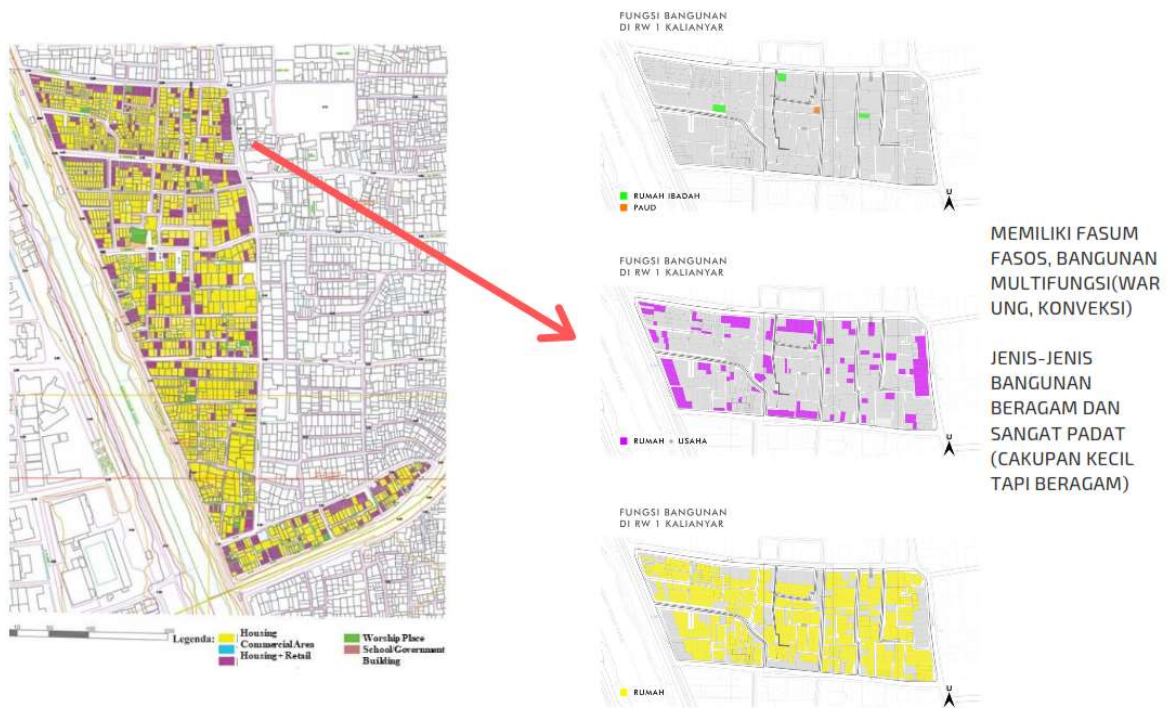 FUNGSI BANGUNAN
DI RW 1 KALIANYAR
RUMAH IBADAH
PAUD
U
FUNGSI BANGUNAN
DI RW 1 KALIANYAR
RUMAH + USAHA
U
FUNGSI BANGUNAN
DI RW 1 KALIANYAR
RUMAH
U
MEMILIKI FASUM
FASOS, BANGUNAN
MULTIFUNGSI(WAR
UNG, KONVEKSI)
JENIS-JENIS
BANGUNAN
BERAGAM DAN
SANGAT PADAT
(CAKUPAN KECIL
TAPI BERAGAM)
Legenda:
Housing
Commercial Area
Housing + Retail
Worship Place
School/Government
Building